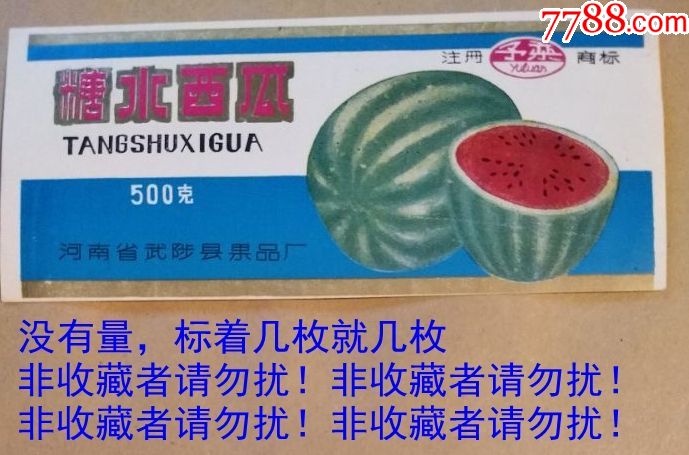 7788.com
注册 商标
Yuluan
糖水西瓜
TANGSHUXIGUA
500克
河南省武陟县果品厂
没有量，标着几枚就几枚
非收藏者请勿扰！非收藏者请勿扰！
非收藏者请勿扰！非收藏者请勿扰！